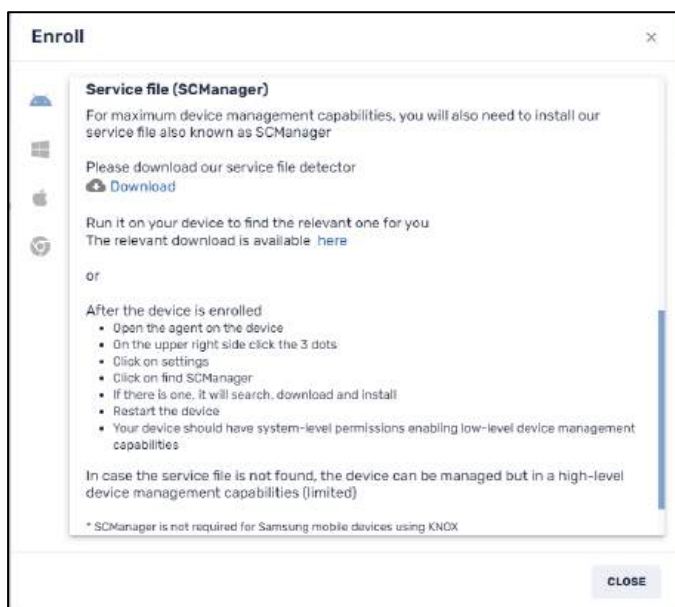 Enroll
×
Service file (SCManager)
For maximum device management capabilities, you will also need to install our
service file also known as SCManager
Please download our service file detector
Download
Run it on your device to find the relevant one for you
The relevant download is available here
or
After the device is enrolled
• Open the agent on the device
• On the upper right side click the 3 dots
• Click on settings
• Click on find SCManager
• If there is one, it will search, download and install
• Restart the device
• Your device should have system-level permissions enabling low-level device management
capabilities
In case the service file is not found, the device can be managed but in a high-level
device management capabilities (limited)
* SCManager is not required for Samsung mobile devices using KNOX
CLOSE